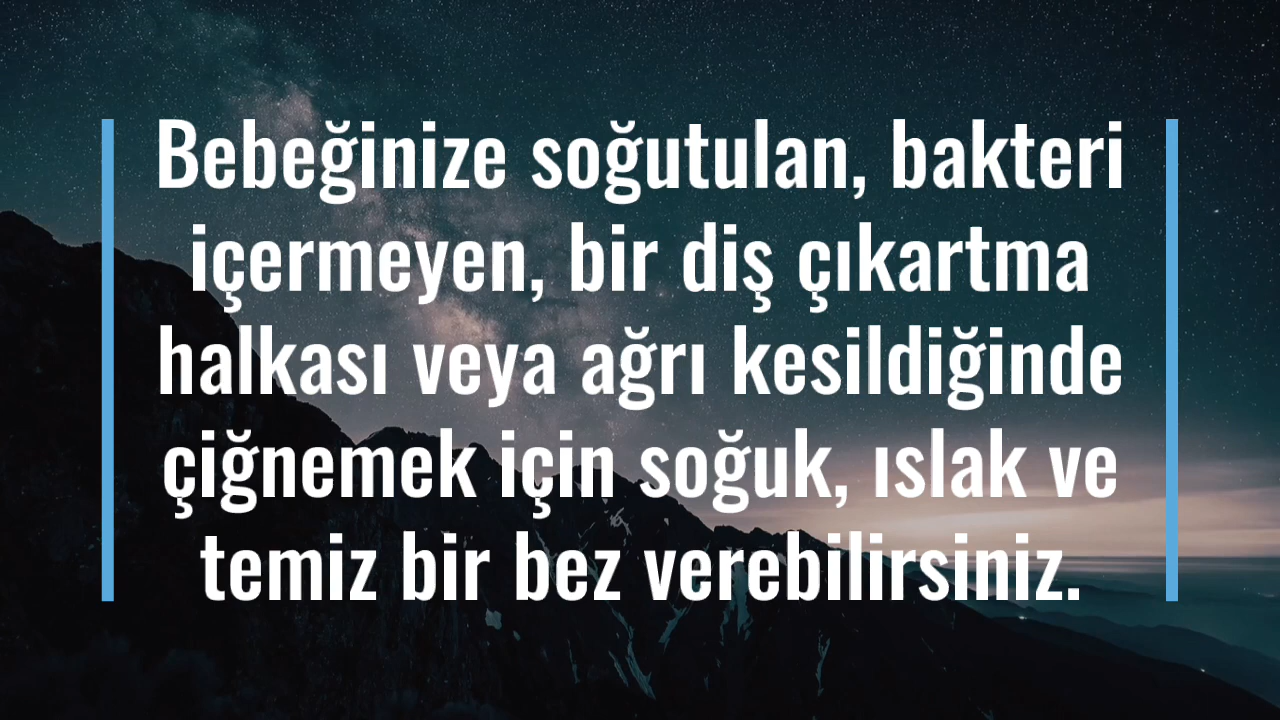 Bebeğinize soğutulan, bakteri
içermeyen, bir diş çıkartma
halkası veya ağrı kesildiğinde
çiğnemek için soğuk, ıslak ve
temiz bir bez verebilirsiniz.